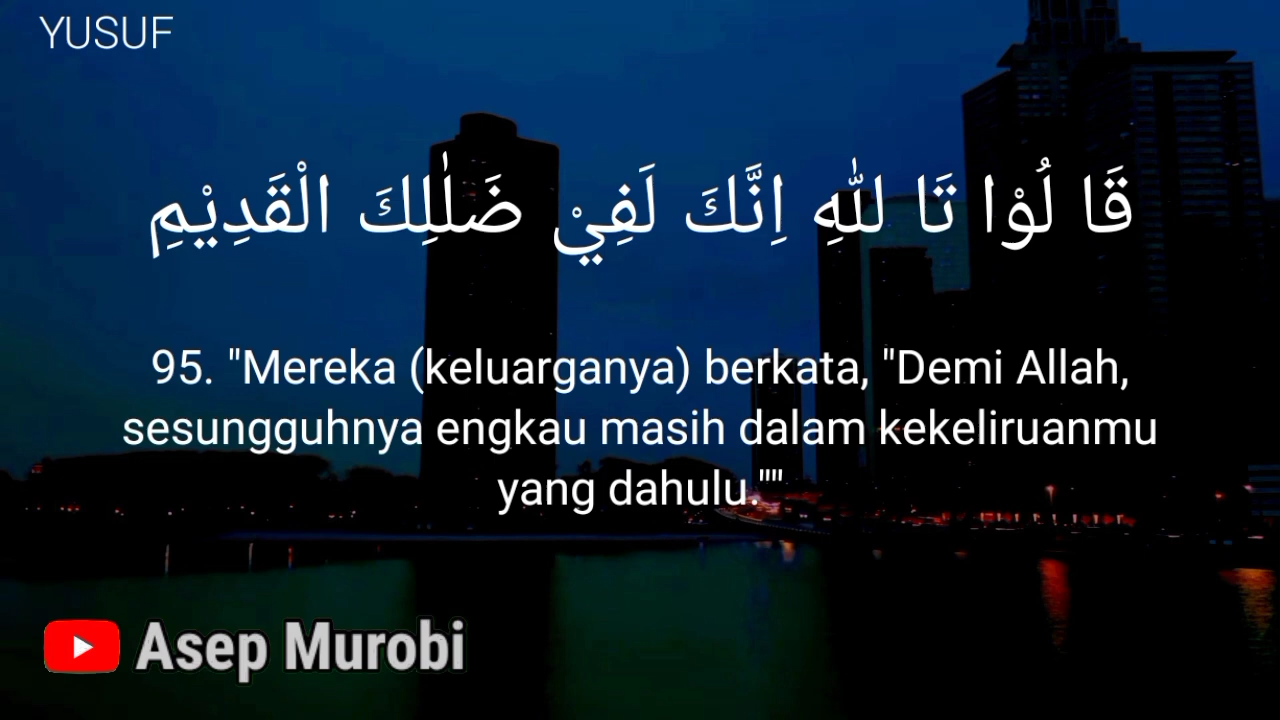 YUSUF
قَا لُوْا تَا للّٰهِ اِنَّكَ لَفِيْ ضَلٰلِكَ الْقَدِيْمِ
95. "Mereka (keluarganya) berkata, "Demi Allah,
sesungguhnya engkau masih dalam kekeliruanmu
yang dahulu.""
Asep Murobi